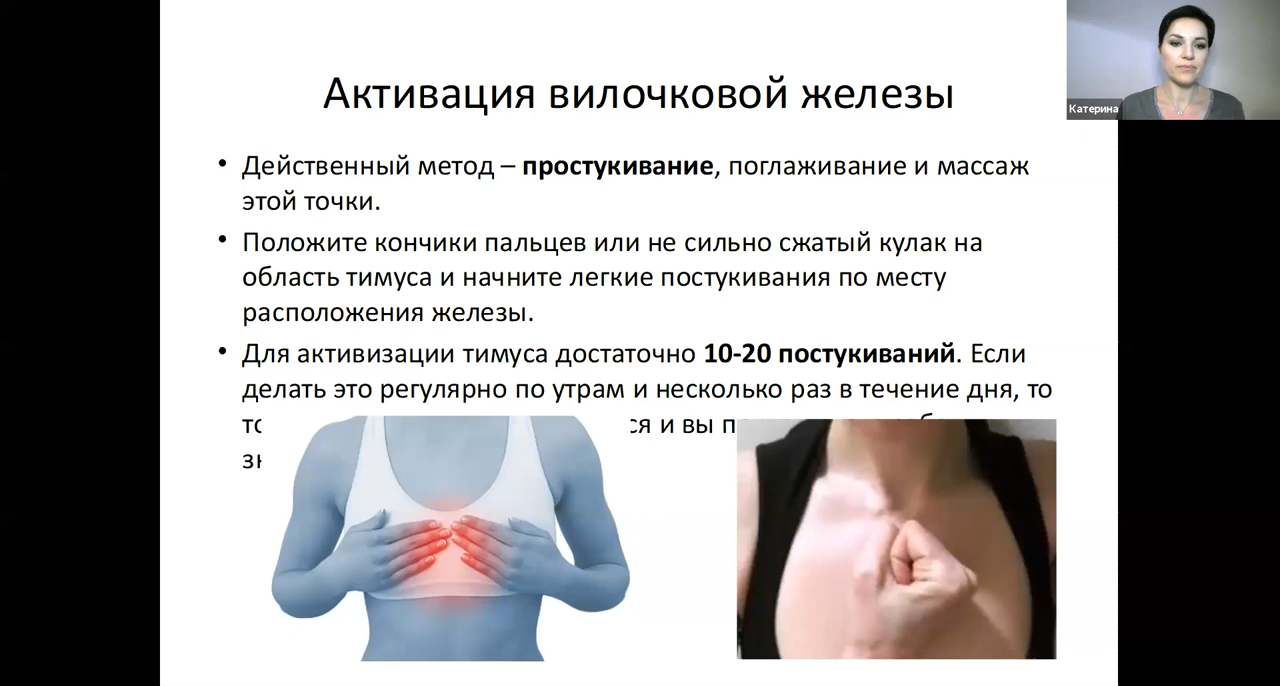 Активация вилочковой железы
Катерина
• Действенный метод – простукивание, поглаживание и массаж
этой точки.
• Положите кончики пальцев или не сильно сжатый кулак на
область тимуса и начните легкие постукивания по месту
расположения железы.
• Для активизации тимуса достаточно 10-20 постукиваний. Если
делать это регулярно по утрам и несколько раз в течение дня, то
и вы